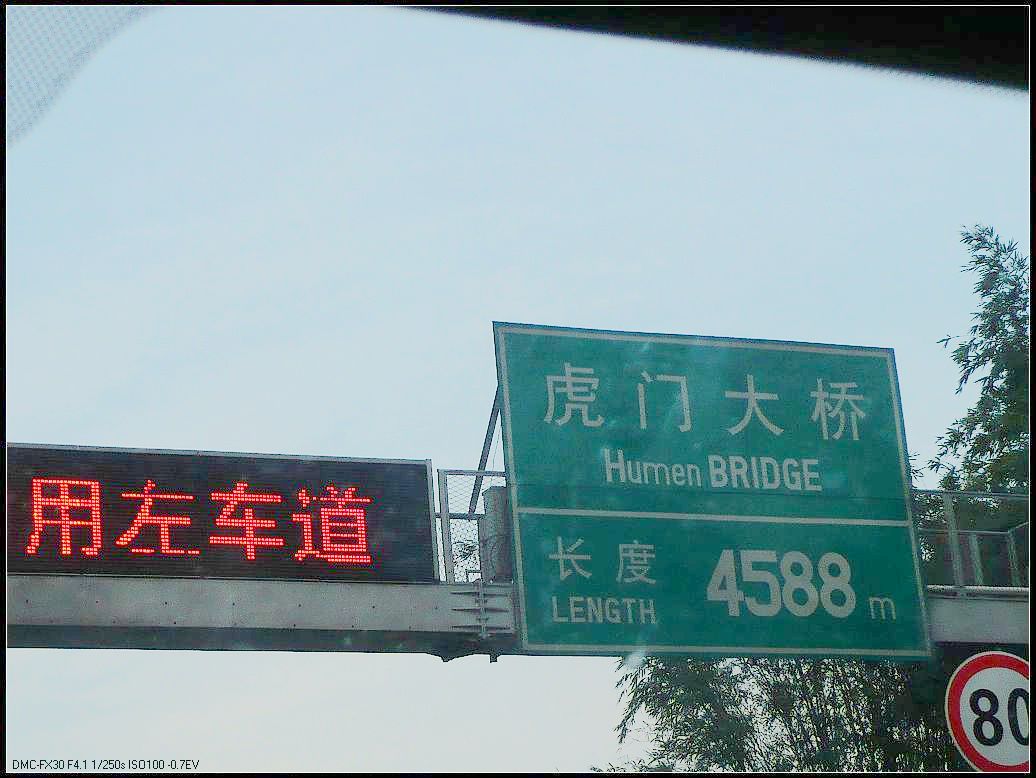 用左车道
虎门大桥
Humen BRIDGE
长度
LENGTH
4588 m
80
DMC-FX30 F4.1 1/250s ISO100 -0.7EV